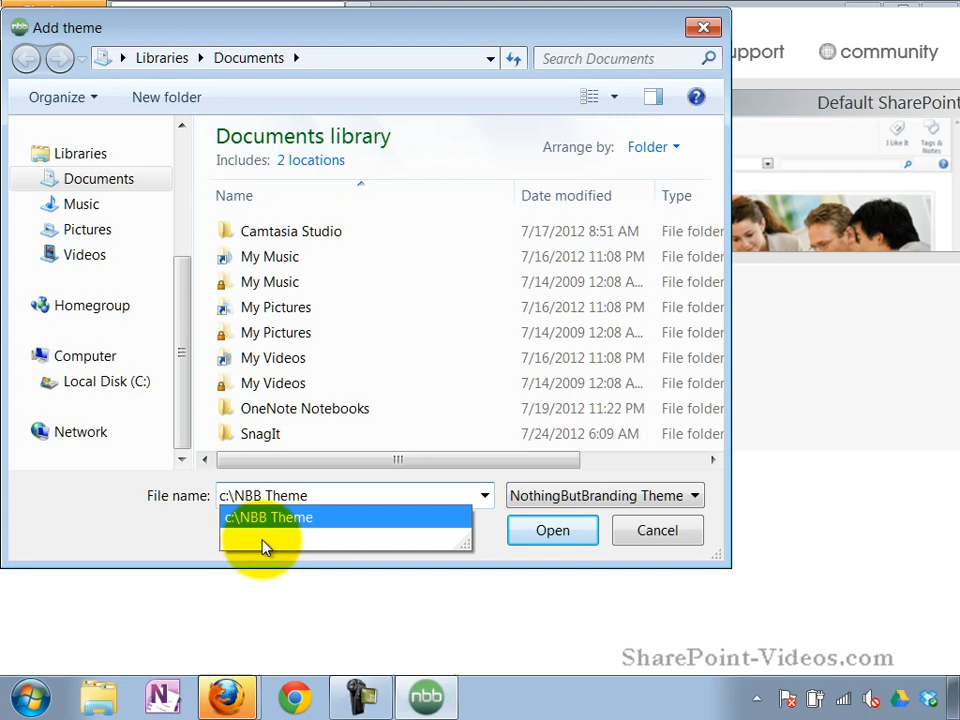 nbb Add theme
upport community
Libraries Documents Search Documents
Organize New folder
Default SharePoint
I Like It Tags & Notes
Documents library
Includes: 2 locations
Arrange by: Folder
Name Date modified Type
Libraries
Documents
Music
Pictures
Videos
Homegroup
Computer
Local Disk (C:)
Network
Camtasia Studio 7/17/2012 8:51 AM File folder
My Music 7/16/2012 11:08 PM File folder
My Music 7/14/2009 12:08 A... File folder
My Pictures 7/16/2012 11:08 PM File folder
My Pictures 7/14/2009 12:08 A... File folder
My Videos 7/16/2012 11:08 PM File folder
My Videos 7/14/2009 12:08 A... File folder
OneNote Notebooks 7/19/2012 11:22 PM File folder
SnagIt 7/24/2012 6:09 AM File folder
File name: c:\NBB Theme NothingButBranding Theme
c:\NBB Theme
Open Cancel
SharePoint-Videos.com
nbb